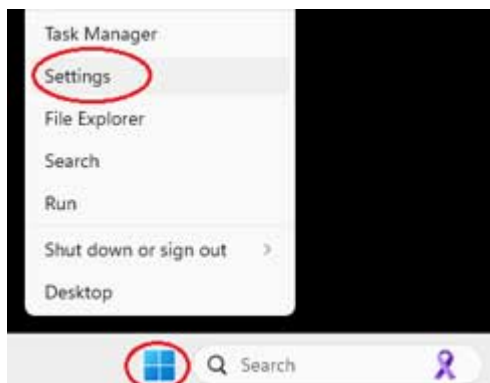 Task Manager
Settings
File Explorer
Search
Run
Shut down or sign out
Desktop
Search